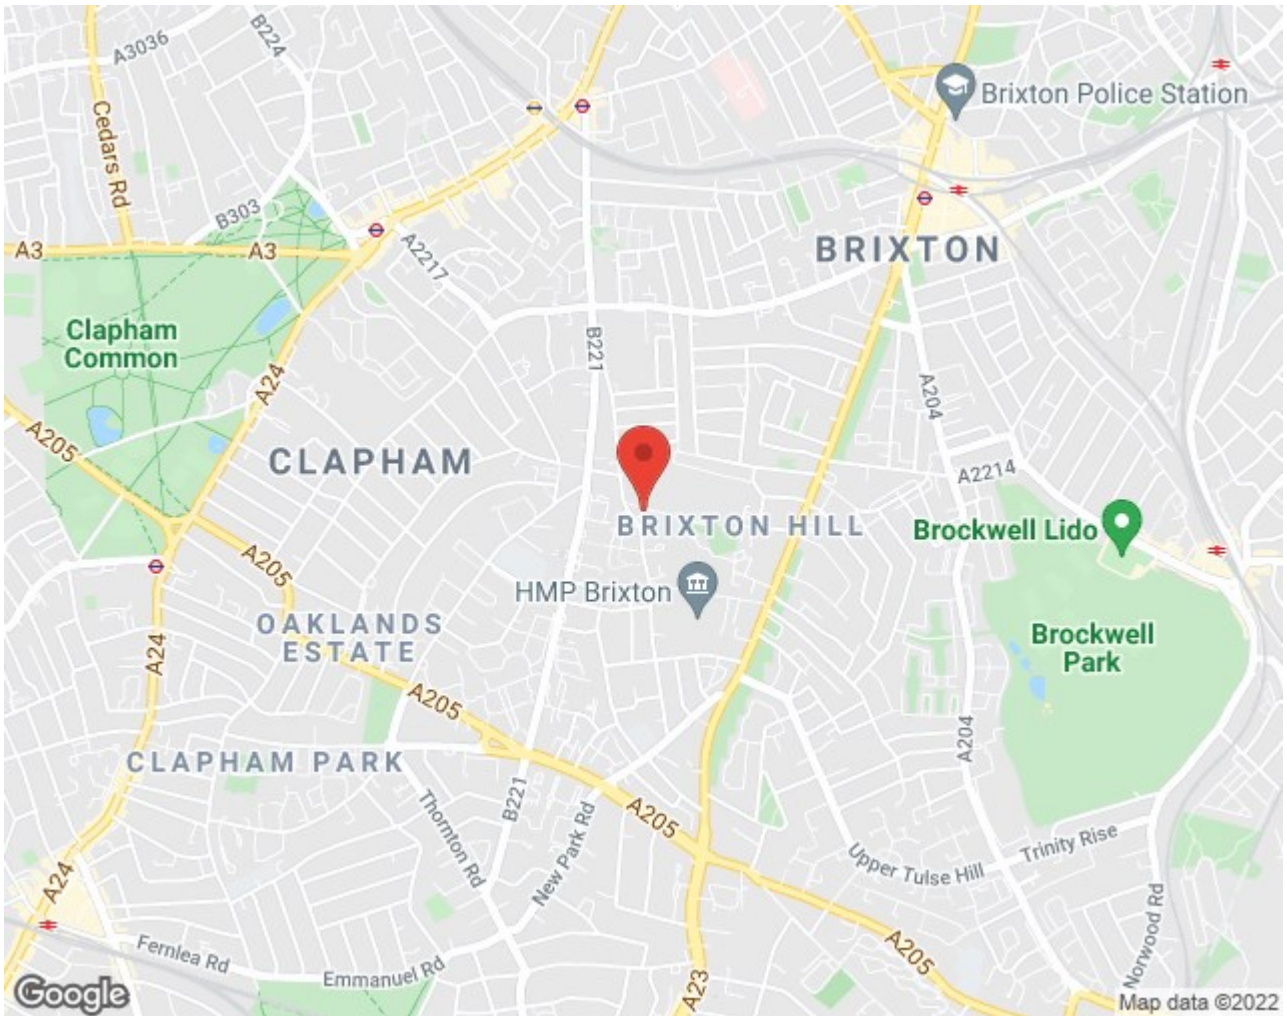 A3036
B224
Cedars Rd
Brixton Police Station
B303
A3
A3
A2217
BRIXTON
Clapham
Common
B221
A24
A204
A205
CLAPHAM
A2214
BRIXTON HILL
Brockwell Lido
A205
HMP Brixton
OAKLANDS
ESTATE
Brockwell
Park
A24
A205
A204
CLAPHAM PARK
B221
Thornton Rd
New Park Rd
A205
Upper Tulse Hill
Trinity Rise
A24
Norwood Rd
Fernlea Rd
Emmanuel Rd
A205
A23
Google
Map data ©2022